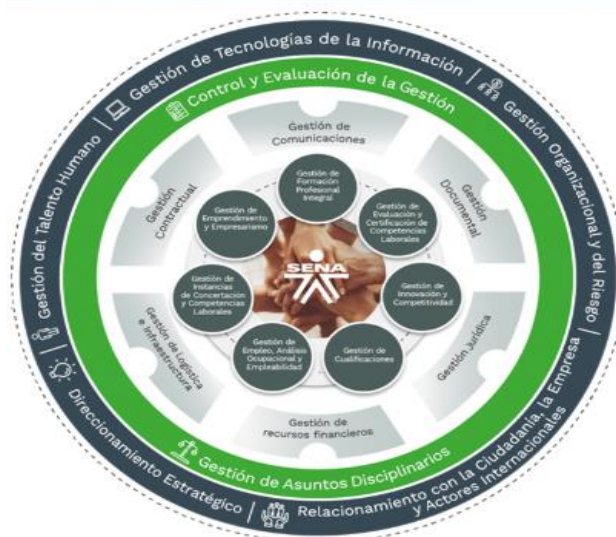 Gestión de Tecnologías de la Información
Gestión Organizacional y del Riesgo
Relacionamiento con la Ciudadanía, la Empresa
y Actores Internacionales
Direccionamiento Estratégico
Gestión del Talento Humano
Control y Evaluación de la Gestión
Gestión de Asuntos Disciplinarios
Gestión de
Comunicaciones
Gestión
Documental
Gestión Jurídica
Gestión de
recursos financieros
Gestión de Logística
e Infraestructura
Gestión
Contractual
Gestión de
Formación
Profesional
Integral
Gestión de
Evaluación y
Certificación de
Competencias
Laborales
Gestión de
Innovación y
Competitividad
Gestión de
Cualificaciones
Gestión de
Empleo, Análisis
Ocupacional y
Empleabilidad
Gestión de
Instancias
de Concertación
y Competencias
Laborales
Gestión de
Emprendimiento
y Empresarismo
SENA